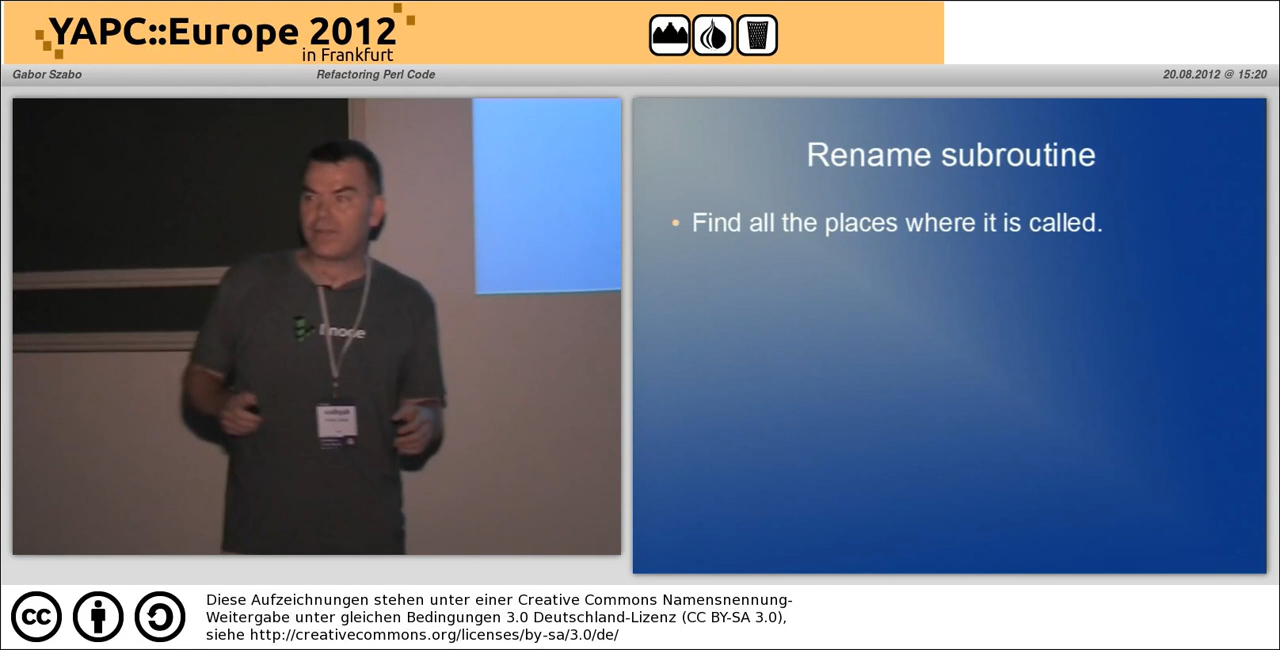 YAPC::Europe 2012
in Frankfurt
Gabor Szabo
Refactoring Perl Code
20.08.2012 @ 15:20
Rename subroutine
• Find all the places where it is called.
cc
Diese Aufzeichnungen stehen unter einer Creative Commons Namensnennung-
Weitergabe unter gleichen Bedingungen 3.0 Deutschland-Lizenz (CC BY-SA 3.0),
siehe http://creativecommons.org/licenses/by-sa/3.0/de/